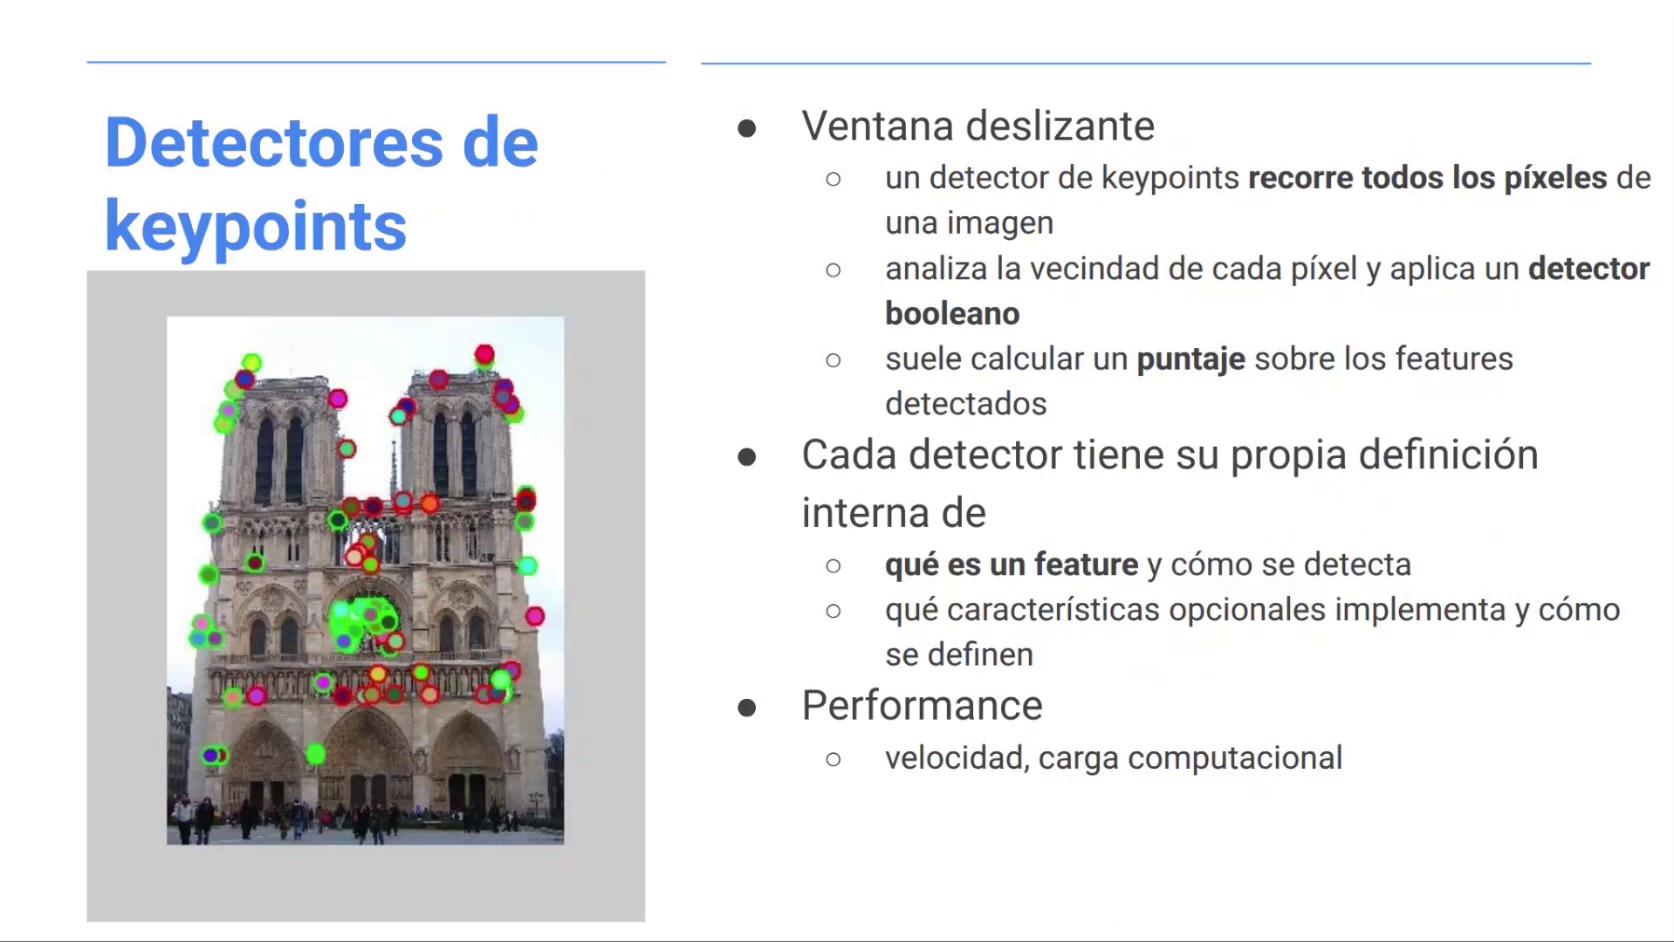 Detectores de
keypoints
● Ventana deslizante
○ un detector de keypoints recorre todos los píxeles de
una imagen
○ analiza la vecindad de cada píxel y aplica un detector
booleano
○ suele calcular un puntaje sobre los features
detectados
● Cada detector tiene su propia definición
interna de
○ qué es un feature y cómo se detecta
○ qué características opcionales implementa y cómo
se definen
● Performance
○ velocidad, carga computacional